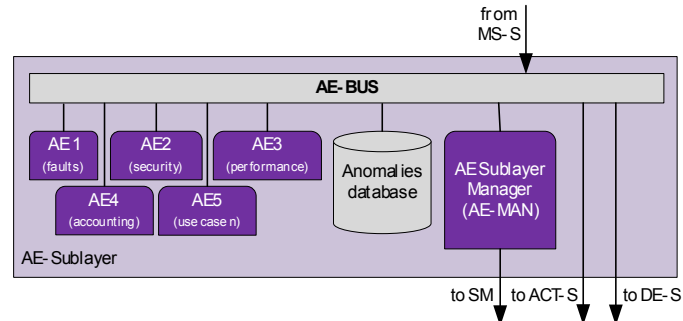 from
MS-S
AE-BUS
AE1
(faults)
AE2
(security)
AE3
(performance)
AE4
(accounting)
AE5
(use case n)
Anomalies
database
AE Sublayer
Manager
(AE-MAN)
AE-Sublayer
to SM
to ACT-S
to DE-S